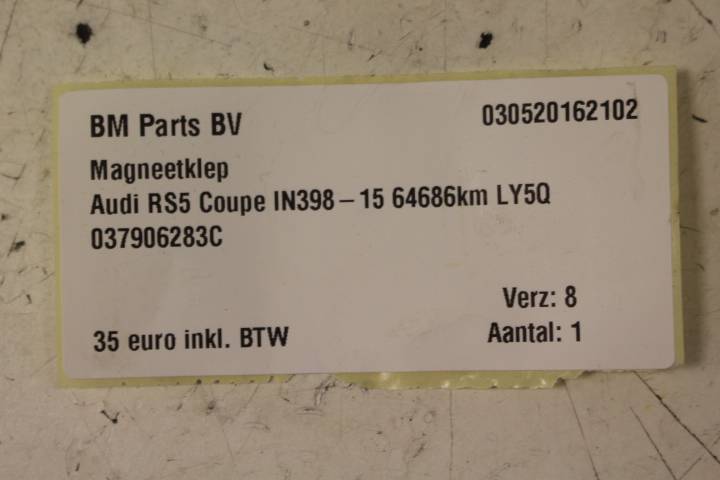 BM Parts BV 030520162102
Magneetklep
Audi RS5 Coupe IN398 – 15 64686km LY5Q
037906283C
Verz: 8
35 euro inkl. BTW Aantal: 1